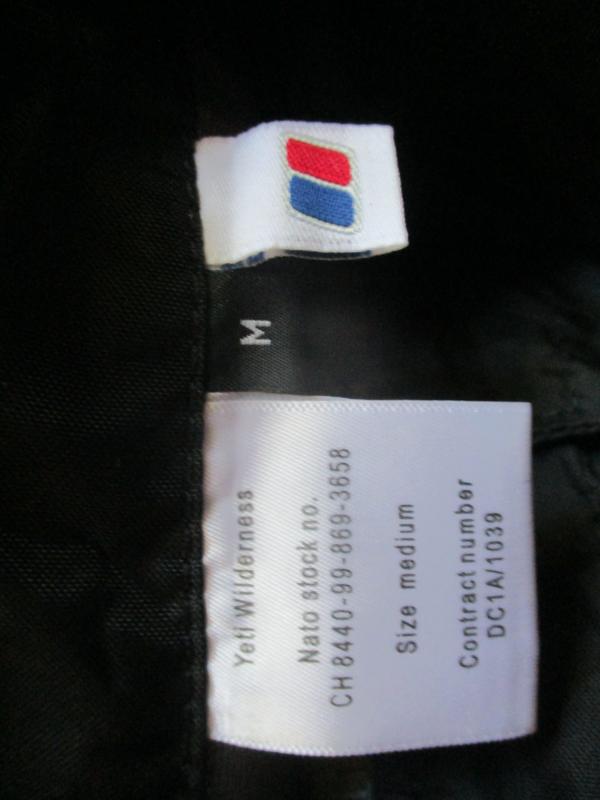 M
Yeti Wilderness
Nato stock no.
CH 8440-99-869-3658
Size medium
Contract number
DC1A/1039